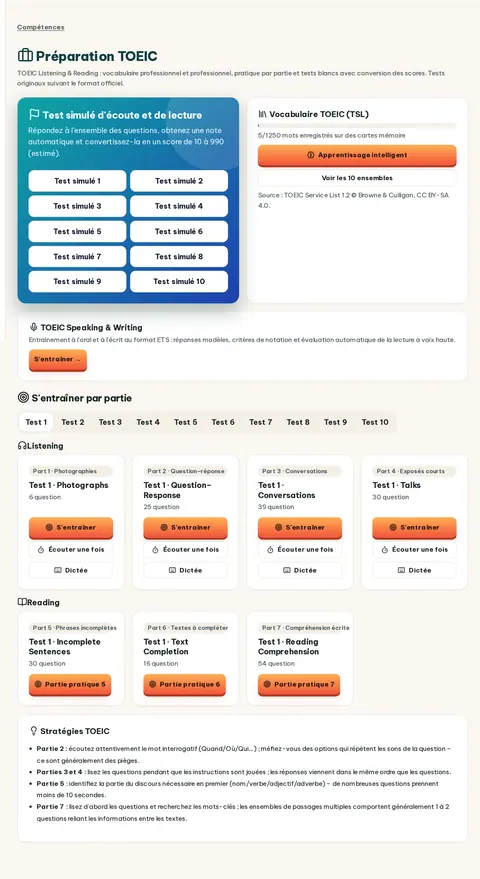 Compétences
Préparation TOEIC
TOEIC Listening & Reading : vocabulaire professionnel et professionnel, pratique par partie et tests blancs avec conversion des scores. Tests
originaux suivant le format officiel.
Test simulé d'écoute et de lecture
Répondez à l'ensemble des questions, obtenez une note
automatique et convertissez-la en un score de 10 à 990
(estimé).
Test simulé 1
Test simulé 2
Test simulé 3
Test simulé 4
Test simulé 5
Test simulé 6
Test simulé 7
Test simulé 8
Test simulé 9
Test simulé 10
Vocabulaire TOEIC (TSL)
5/1250 mots enregistrés sur des cartes mémoire
Apprentissage intelligent
Voir les 10 ensembles
Source : TOEIC Service List 1.2 © Browne & Culligan, CC BY-SA
4.0.
TOEIC Speaking & Writing
Entraînement à l'oral et à l'écrit au format ETS : réponses modèles, critères de notation et évaluation automatique de la lecture à voix haute.
S'entraîner →
S'entraîner par partie
Test 1
Test 2
Test 3
Test 4
Test 5
Test 6
Test 7
Test 8
Test 9
Test 10
Listening
Part 1 · Photographies
Test 1 · Photographs
6 question
S'entraîner
Écouter une fois
Dictée
Part 2 · Question-réponse
Test 1 · Question–
Response
25 question
S'entraîner
Écouter une fois
Dictée
Part 3 · Conversations
Test 1 ·
Conversations
39 question
S'entraîner
Écouter une fois
Dictée
Part 4 · Exposés courts
Test 1 · Talks
30 question
S'entraîner
Écouter une fois
Dictée
Reading
Part 5 · Phrases incomplètes
Test 1 · Incomplete
Sentences
30 question
Partie pratique 5
Part 6 · Textes à compléter
Test 1 · Text
Completion
16 question
Partie pratique 6
Part 7 · Compréhension écrite
Test 1 · Reading
Comprehension
54 question
Partie pratique 7
Stratégies TOEIC
Partie 2 : écoutez attentivement le mot interrogatif (Quand/Où/Qui…) ; méfiez-vous des options qui répètent les sons de la question –
ce sont généralement des pièges.
Parties 3 et 4 : lisez les questions pendant que les instructions sont jouées ; les réponses viennent dans le même ordre que les questions.
Partie 5 : identifiez la partie du discours nécessaire en premier (nom/verbe/adjectif/adverbe) – de nombreuses questions prennent
moins de 10 secondes.
Partie 7 : lisez d'abord les questions et recherchez les mots-clés ; les ensembles de passages multiples comportent généralement 1 à 2
questions reliant les informations entre les textes.